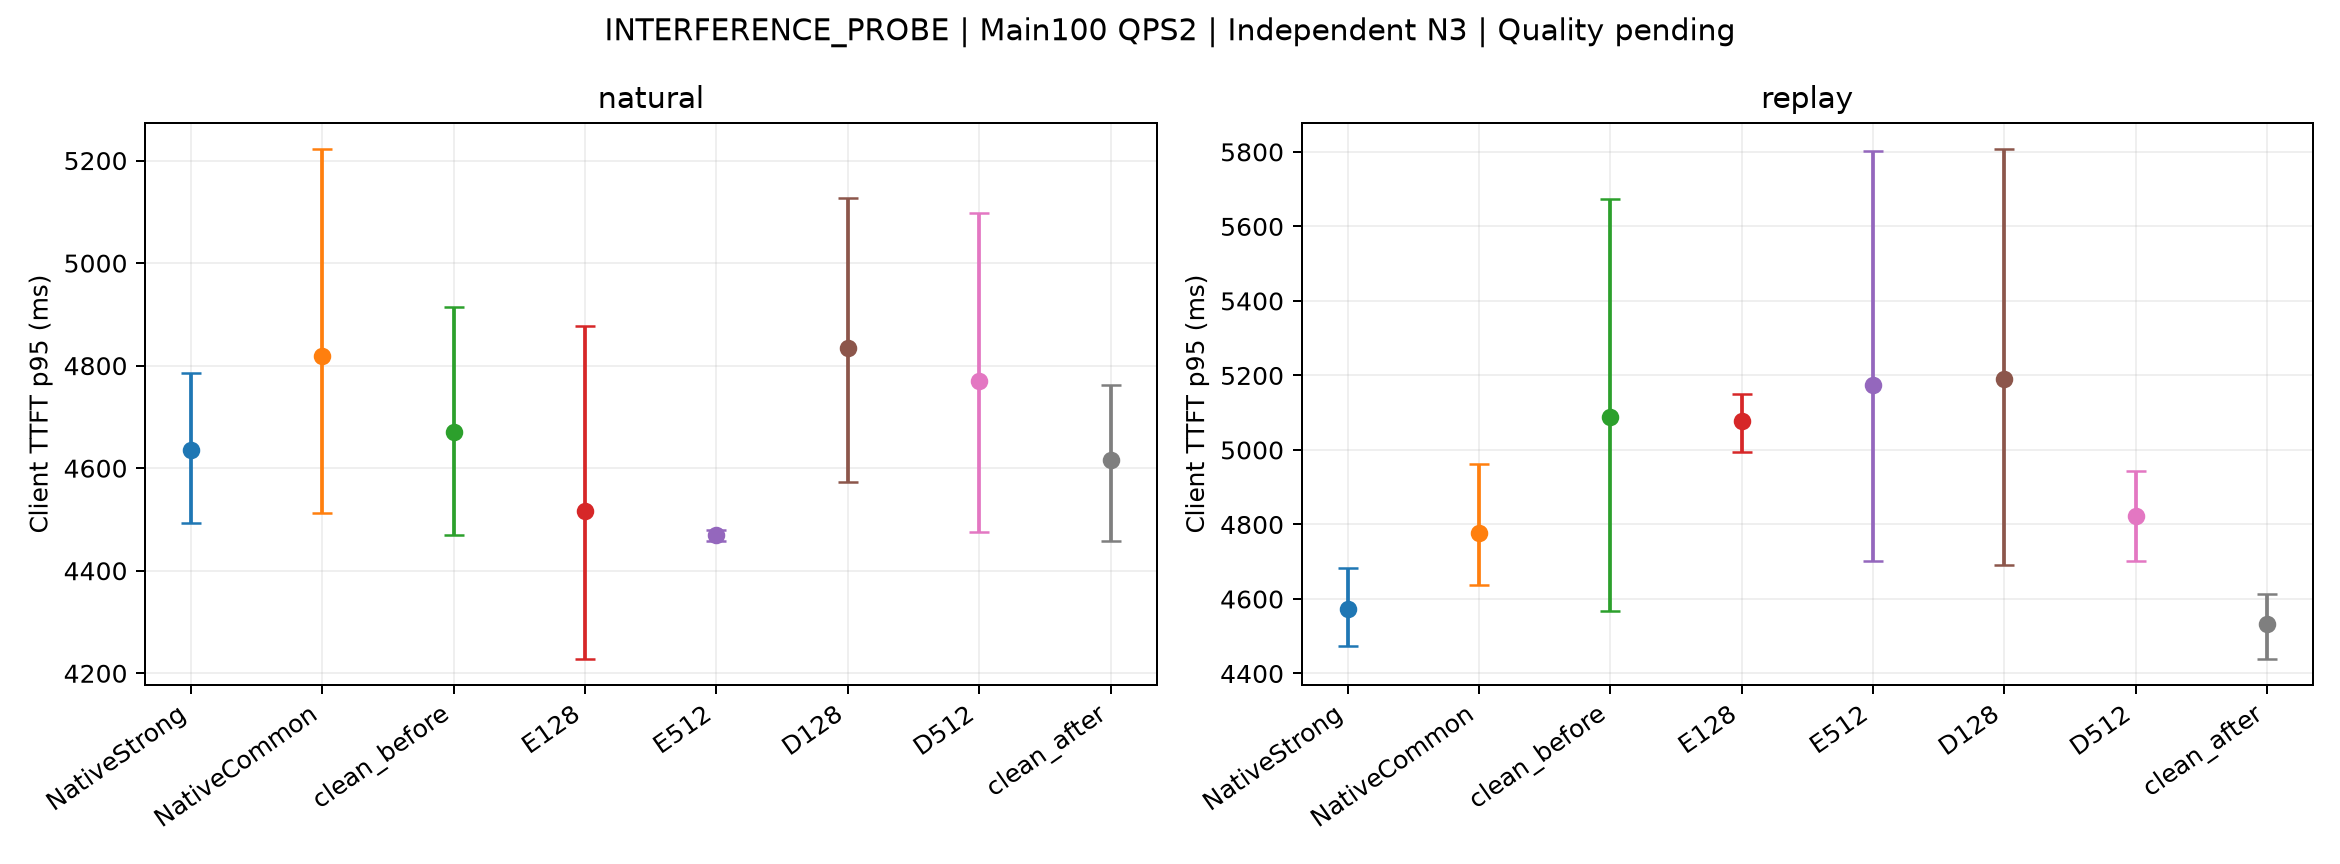 INTERFERENCE_PROBE | Main100 QPS2 | Independent N3 | Quality pending
natural
Client TTFT p95 (ms)
5200
5000
4800
4600
4400
4200
NativeStrong
NativeCommon
clean_before
E128
E512
D128
D512
clean_after
replay
Client TTFT p95 (ms)
5800
5600
5400
5200
5000
4800
4600
4400
NativeStrong
NativeCommon
clean_before
E128
E512
D128
D512
clean_after